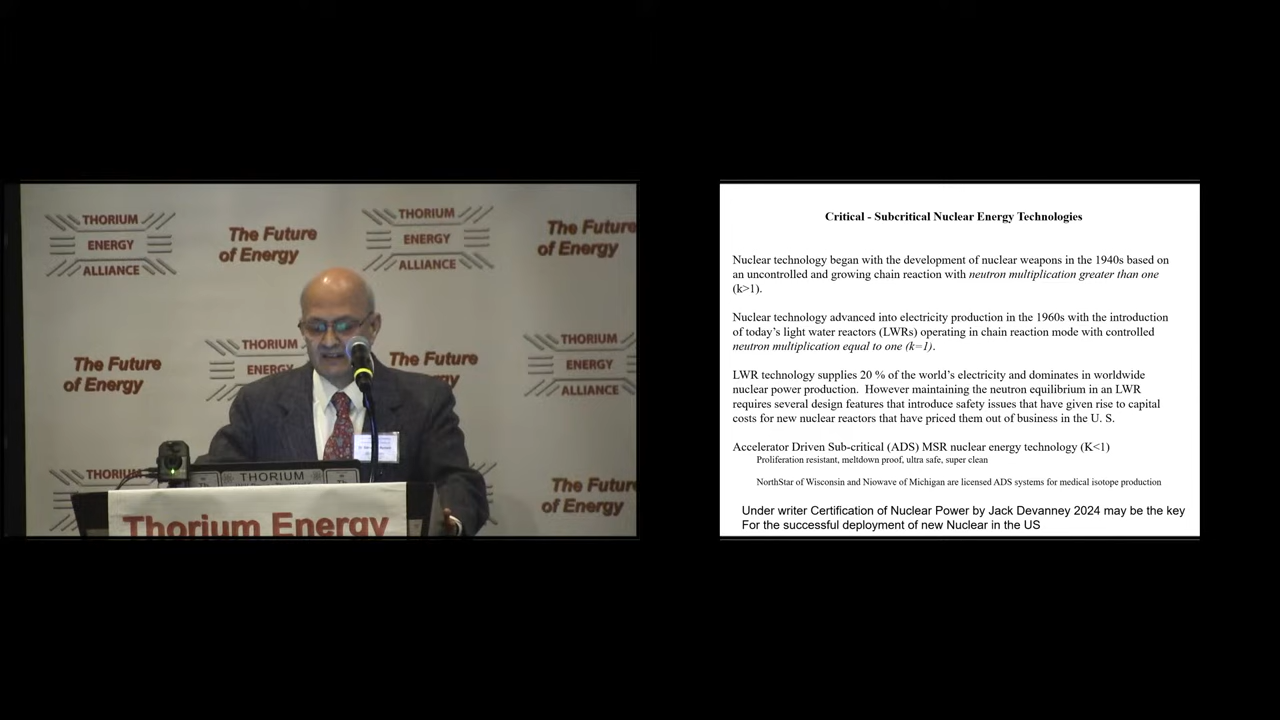 THORIUM
ENERGY
ALLIANCE
The Future
of Energy
THORIUM
ENERGY
ALLIANCE
The Future
of Energy
The Future
of Energy
THORIUM
ENERGY
The Future
THORIUM
ENERGY
ALLIANCE
THORIUM
The Future
of Energy
THORIUM
Thorium Energy
Critical - Subcritical Nuclear Energy Technologies
Nuclear technology began with the development of nuclear weapons in the 1940s based on
an uncontrolled and growing chain reaction with neutron multiplication greater than one
(k>1).
Nuclear technology advanced into electricity production in the 1960s with the introduction
of today's light water reactors (LWRs) operating in chain reaction mode with controlled
neutron multiplication equal to one (k=1).
LWR technology supplies 20 % of the world's electricity and dominates in worldwide
nuclear power production. However maintaining the neutron equilibrium in an LWR
requires several design features that introduce safety issues that have given rise to capital
costs for new nuclear reactors that have priced them out of business in the U. S.
Accelerator Driven Sub-critical (ADS) MSR nuclear energy technology (K<1)
Proliferation resistant, meltdown proof, ultra safe, super clean
NorthStar of Wisconsin and Niowave of Michigan are licensed ADS systems for medical isotope production
Under writer Certification of Nuclear Power by Jack Devanney 2024 may be the key
For the successful deployment of new Nuclear in the US